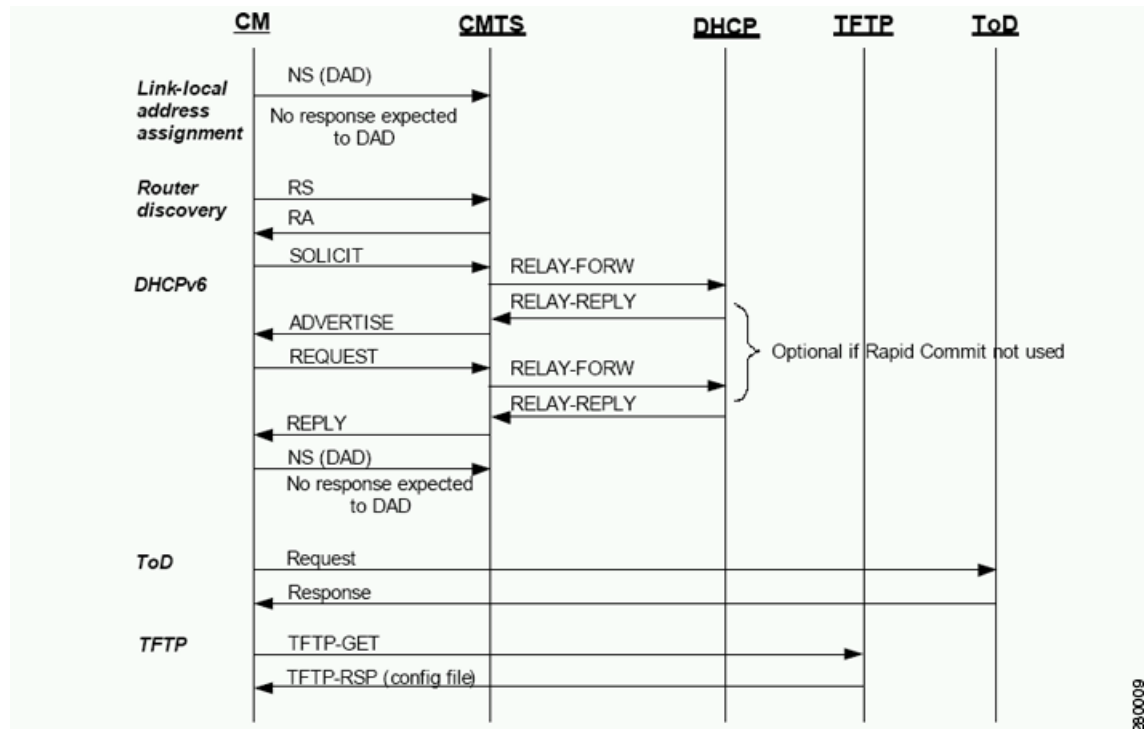 CM CMTS DHCP TFTP ToD
Link-local
address
assignment
NS (DAD)
No response expected
to DAD
Router
discovery
RS
RA
DHCPv6
SOLICIT
RELAY-FORW
RELAY-REPLY
ADVERTISE
Optional if Rapid Commit not used
REQUEST
RELAY-FORW
RELAY-REPLY
REPLY
NS (DAD)
No response expected
to DAD
ToD
Request
Response
TFTP
TFTP-GET
TFTP-RSP (config file)
280009